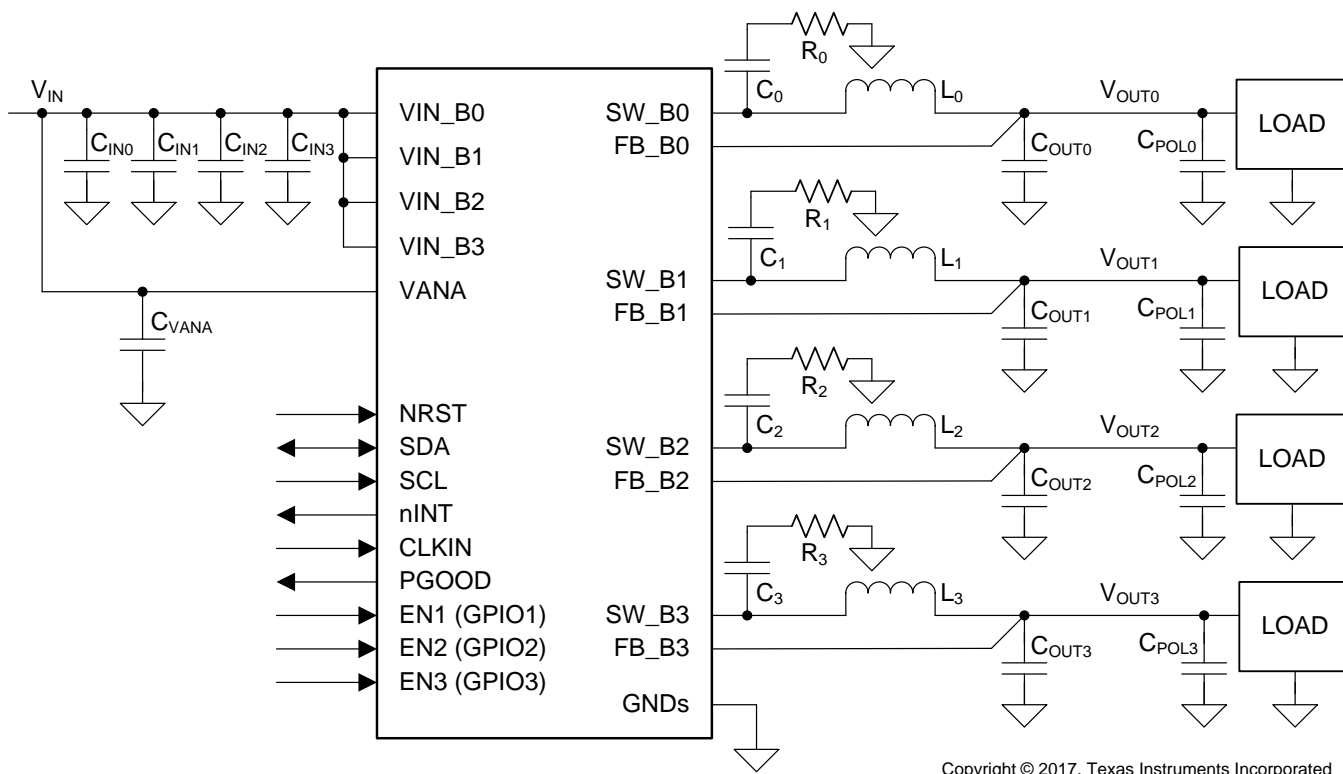 V_IN
C_IN0
C_IN1
C_IN2
C_IN3
C_VANA
VIN_B0
VIN_B1
VIN_B2
VIN_B3
VANA
NRST
SDA
SCL
nINT
CLKIN
PGOOD
EN1 (GPIO1)
EN2 (GPIO2)
EN3 (GPIO3)
SW_B0
FB_B0
SW_B1
FB_B1
SW_B2
FB_B2
SW_B3
FB_B3
GNDs
R_0
C_0
L_0
V_OUT0
C_OUT0
C_POL0
LOAD
R_1
C_1
L_1
V_OUT1
C_OUT1
C_POL1
LOAD
R_2
C_2
L_2
V_OUT2
C_OUT2
C_POL2
LOAD
R_3
C_3
L_3
V_OUT3
C_OUT3
C_POL3
LOAD
Copyright © 2017, Texas Instruments Incorporated